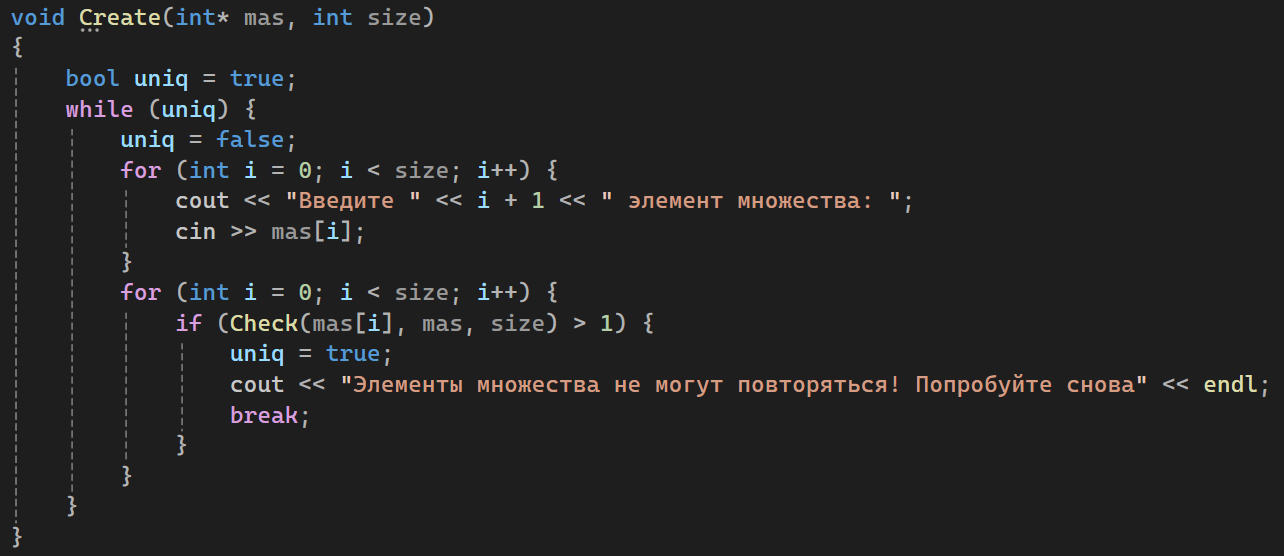 void Create(int* mas, int size)
{
    bool uniq = true;
    while (uniq) {
        uniq = false;
        for (int i = 0; i < size; i++) {
            cout << "Введите " << i + 1 << " элемент множества: ";
            cin >> mas[i];
        }
        for (int i = 0; i < size; i++) {
            if (Check(mas[i], mas, size) > 1) {
                uniq = true;
                cout << "Элементы множества не могут повторяться! Попробуйте снова" << endl;
                break;
            }
        }
    }
}